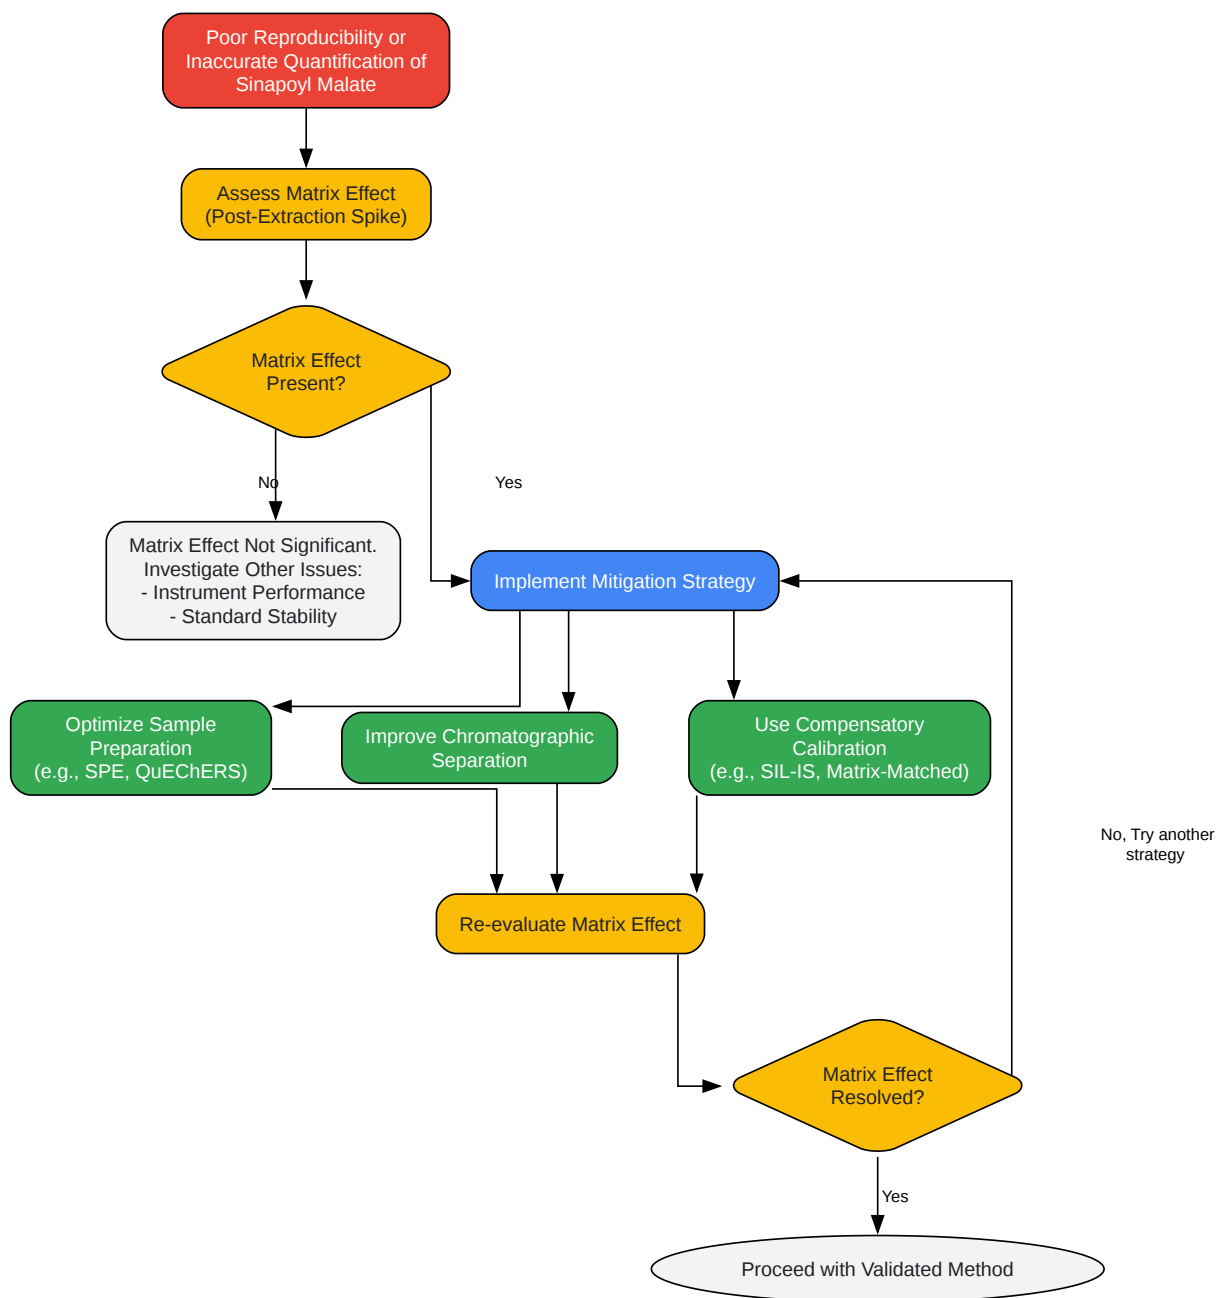 Poor Reproducibility or
Inaccurate Quantification of
Sinapoyl Malate
Assess Matrix Effect
(Post-Extraction Spike)
Matrix Effect
Present?
No
Yes
Matrix Effect Not Significant.
Investigate Other Issues:
- Instrument Performance
- Standard Stability
Implement Mitigation Strategy
Optimize Sample
Preparation
(e.g., SPE, QuEChERS)
Improve Chromatographic
Separation
Use Compensatory
Calibration
(e.g., SIL-IS, Matrix-Matched)
No, Try another
strategy
Re-evaluate Matrix Effect
Matrix Effect
Resolved?
Yes
Proceed with Validated Method